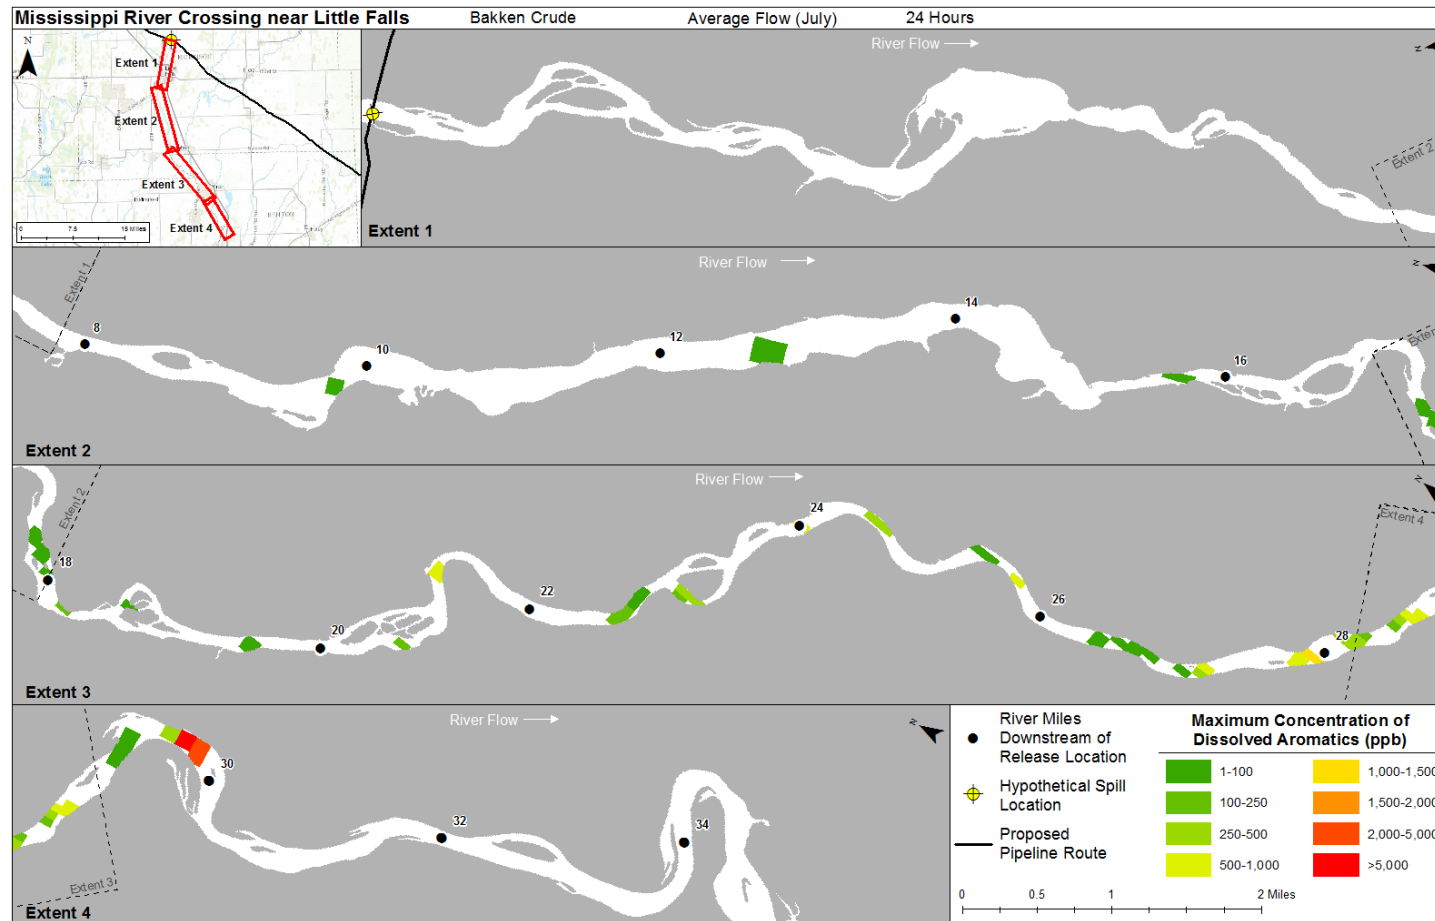 Mississippi River Crossing near Little Falls Bakken Crude Average Flow (July) 24 Hours
N
Extent 1
Extent 2
Extent 3
Extent 4
0 7.5 15 Miles
River Flow
Extent 2
Extent 1
River Flow
N
Extent 1
8
10
12
14
16
Extent 2
River Flow
N
Extent 2
18
20
22
24
26
28
Extent 4
Extent 3
River Flow
N
30
32
34
Extent 3
Extent 4
River Miles
Downstream of
Release Location
Hypothetical Spill
Location
Proposed
Pipeline Route
Maximum Concentration of
Dissolved Aromatics (ppb)
1-100
100-250
250-500
500-1,000
1,000-1,500
1,500-2,000
2,000-5,000
>5,000
0 0.5 1 2 Miles